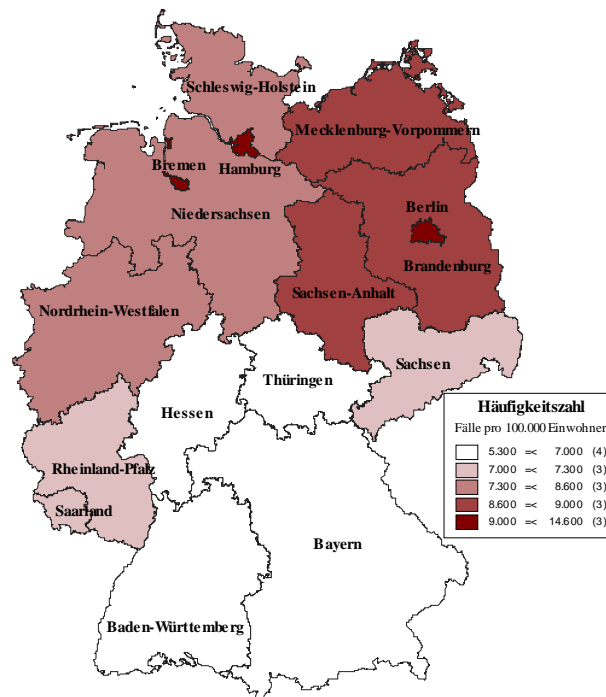 Schleswig-Holstein
Mecklenburg-Vorpommern
Bremen
Hamburg
Niedersachsen
Berlin
Brandenburg
Nordrhein-Westfalen
Sachsen-Anhalt
Sachsen
Thüringen
Hessen
Rheinland-Pfalz
Saarland
Bayern
Baden-Württemberg
Häufigkeitszahl
Fälle pro 100.000 Einwohner
5.300 =< 7.000 (4)
7.000 =< 7.300 (3)
7.300 =< 8.600 (3)
8.600 =< 9.000 (3)
9.000 =< 14.600 (3)